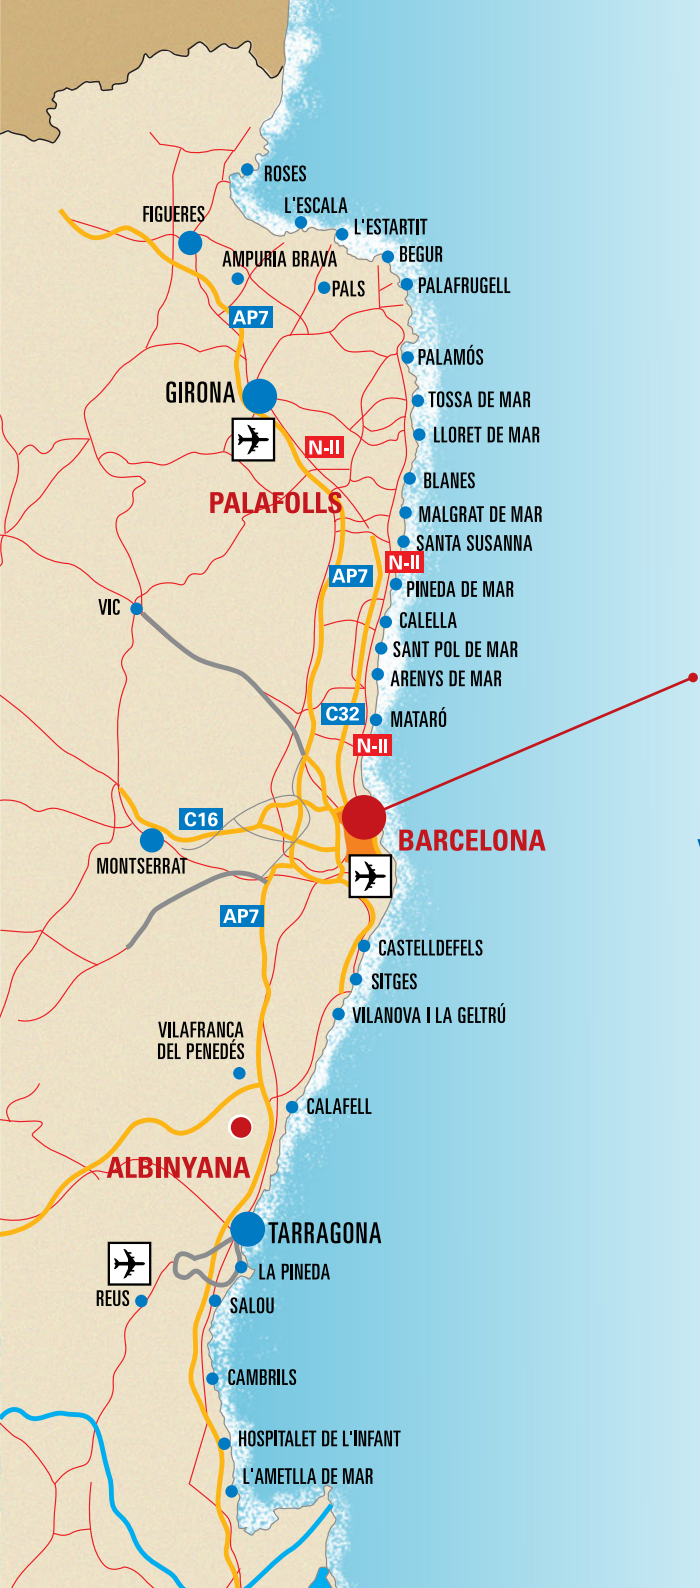 ROSES
L'ESCALA
FIGUERES
L'ESTARTIT
BEGUR
AMPURIA BRAVA
PALS
PALAFRUGELL
AP7
PALAMÓS
GIRONA
TOSSA DE MAR
LLORET DE MAR
N-II
BLANES
PALAFOLLS
MALGRAT DE MAR
SANTA SUSANNA
N-II
AP7
PINEDA DE MAR
VIC
CALELLA
SANT POL DE MAR
ARENYS DE MAR
C32
MATARÓ
N-II
C16
BARCELONA
MONTSERRAT
AP7
CASTELLDEFELS
SITGES
VILANOVA I LA GELTRÚ
VILAFRANCA
DEL PENEDÉS
CALAFELL
ALBINYANA
TARRAGONA
LA PINEDA
REUS
SALOU
CAMBRILS
HOSPITALET DE L'INFANT
L'AMETLLA DE MAR